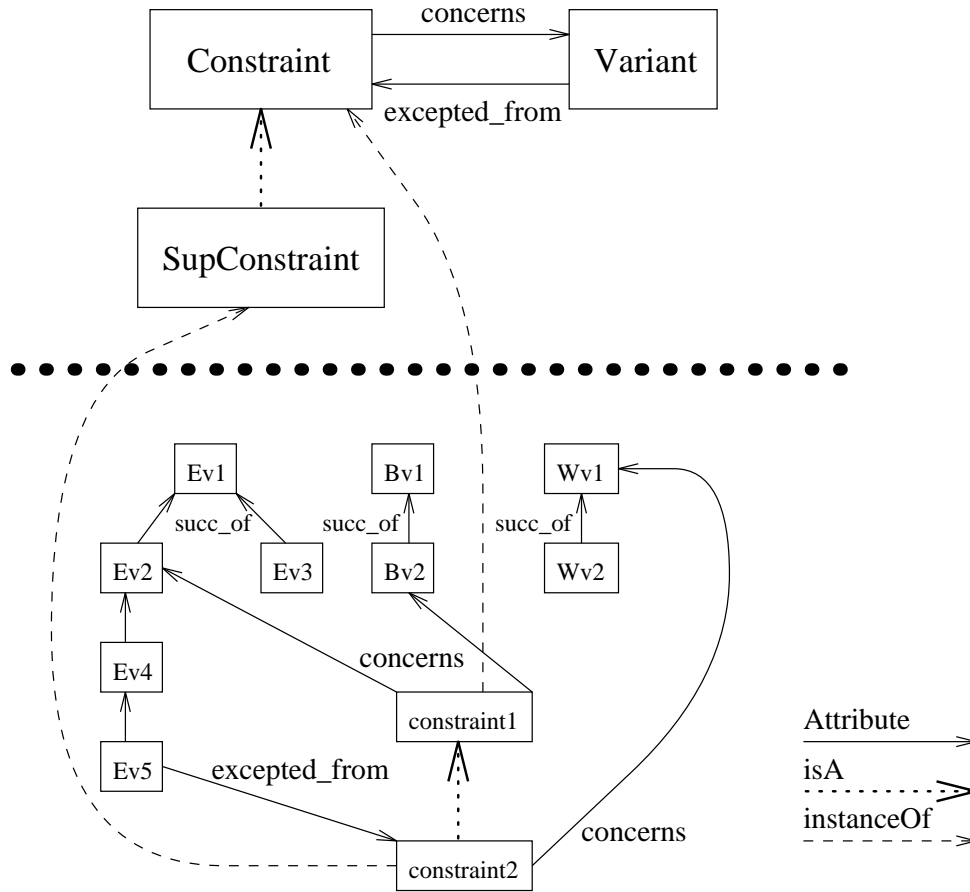 concerns
Constraint
Variant
excepted_from
SupConstraint
Ev1
Bv1
Wv1
succ_of
succ_of
succ_of
Ev2
Ev3
Bv2
Wv2
concerns
Ev4
constraint1
Attribute
Ev5
excepted_from
isA
concerns
instanceOf
constraint2